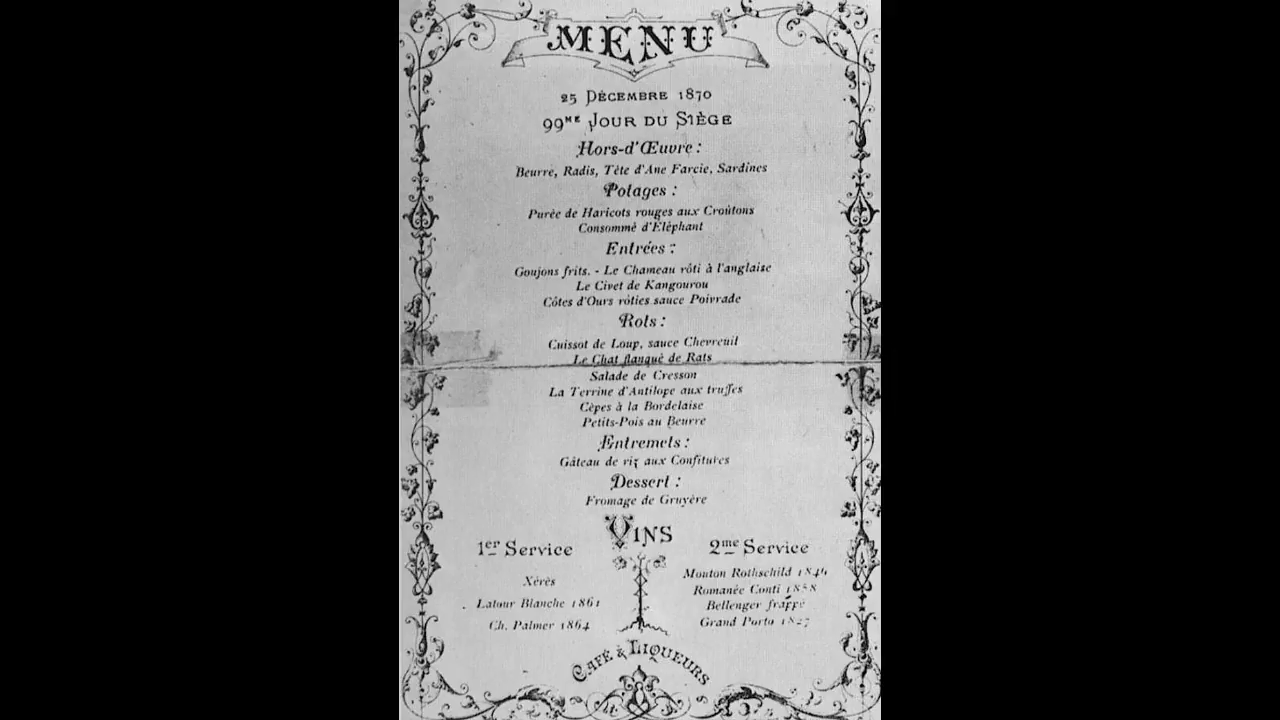 MENU
25 DÉCEMBRE 1870
99ME JOUR DU SIÈGE
Hors-d'Œuvre :
Beurre, Radis, Tête d'Ane Farcie, Sardines
Potages :
Purée de Haricots rouges aux Croûtons
Consommé d'Éléphant
Entrées :
Goujons frits. - Le Chameau rôti à l'anglaise
Le Civet de Kangourou
Côtes d'Ours rôties sauce Poivrade
Rots :
Cuissot de Loup, sauce Chevreuil
Le Chat flanqué de Rats
Salade de Cresson
La Terrine d'Antilope aux truffes
Cèpes à la Bordelaise
Petits-Pois au Beurre
Entremets :
Gâteau de riz aux Confitures
Dessert :
Fromage de Gruyère
VINS
1er Service
Xérès
Latour Blanche 1861
Ch. Palmer 1864
2me Service
Mouton Rothschild 1846
Romanée Conti 1858
Bellenger frappé
Grand Porto 1827
CAFÉ & LIQUEURS